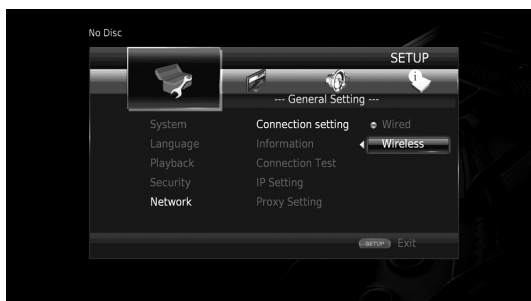 No Disc
SETUP
--- General Setting ---
System Connection setting Wired
Language Information Wireless
Playback Connection Test
Security IP Setting
Network Proxy Setting
SETUP Exit